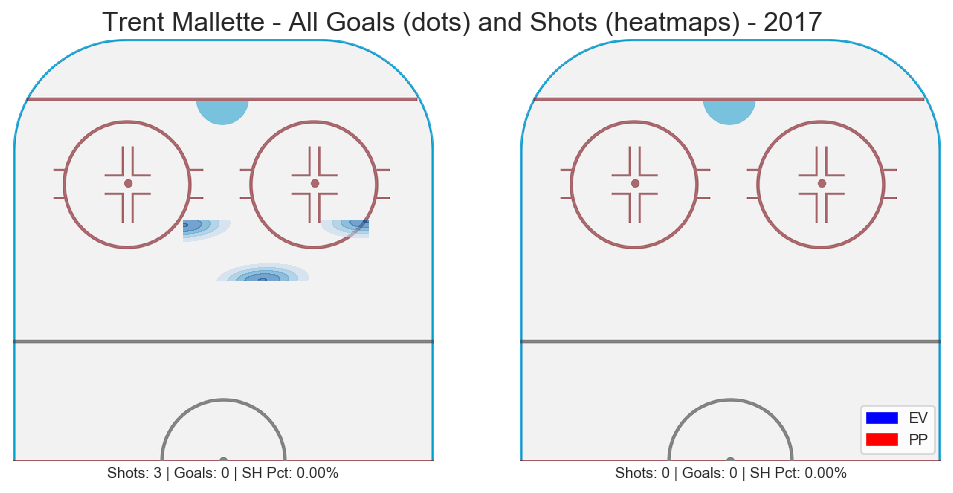 Trent Mallette - All Goals (dots) and Shots (heatmaps) - 2017
EV
PP
Shots: 3 | Goals: 0 | SH Pct: 0.00%
Shots: 0 | Goals: 0 | SH Pct: 0.00%